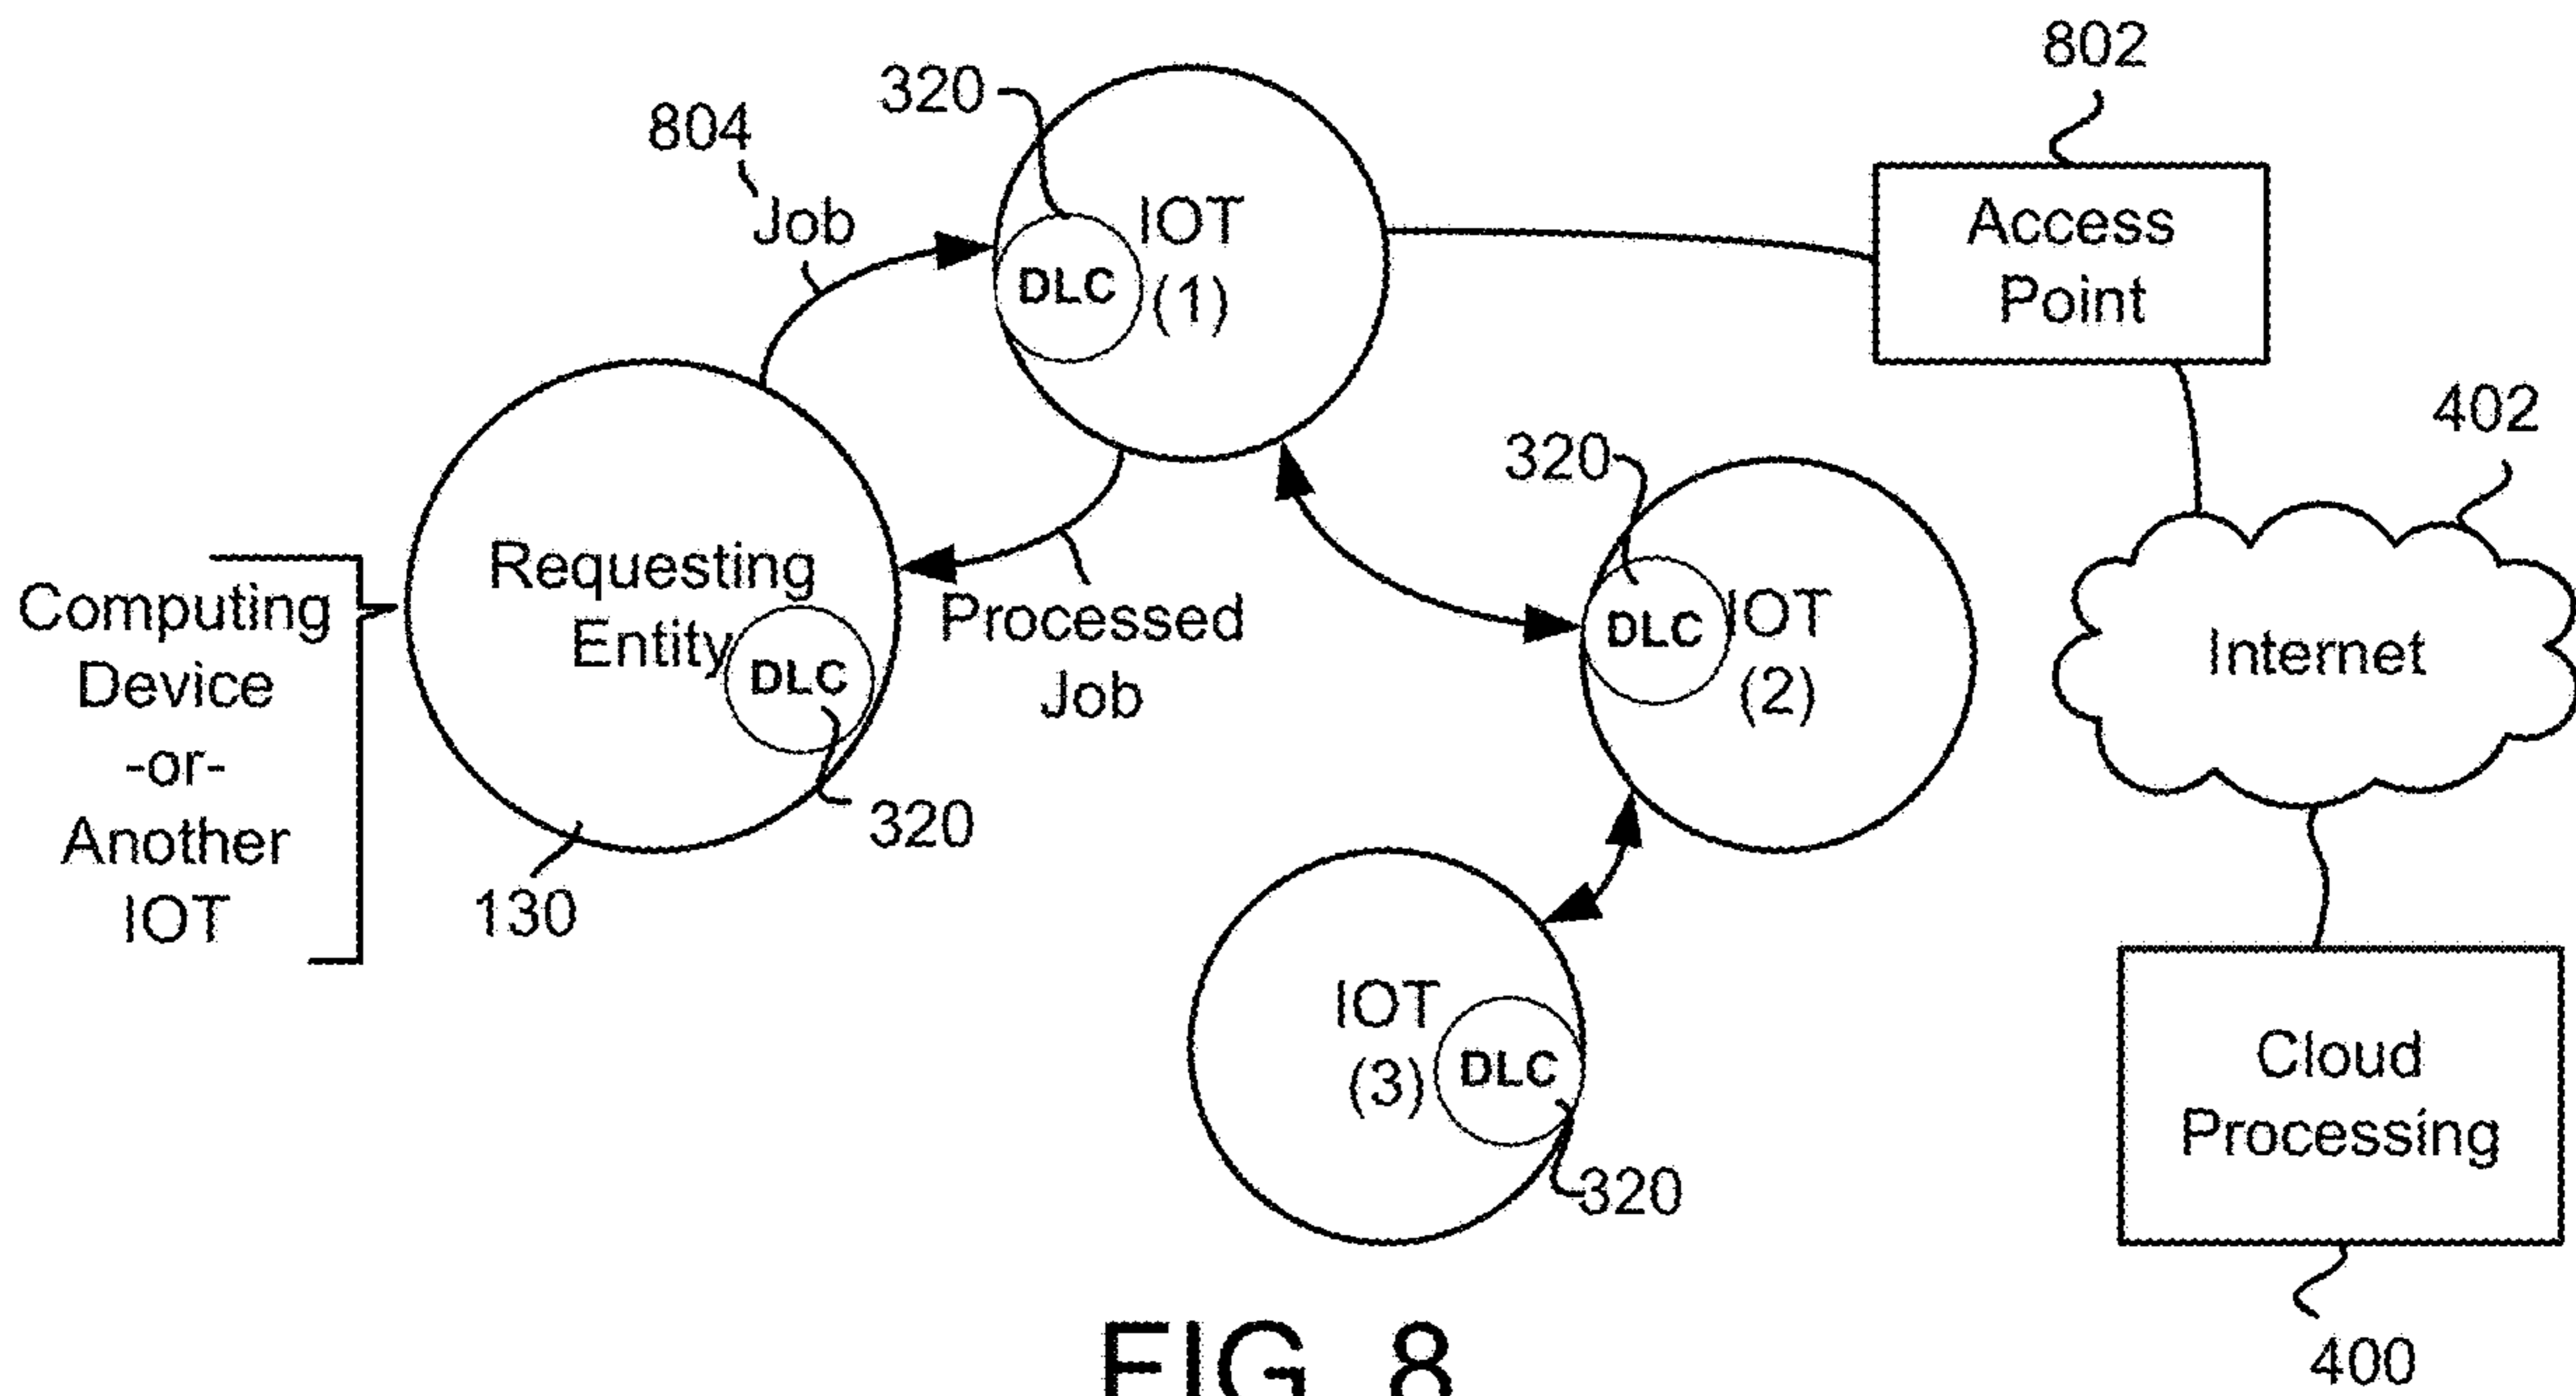 802
320
804
Job
IOT
(1)
DLC
Access
Point
402
320
Requesting
Entity
DLC
320
130
Computing
Device
-or-
Another
IOT
Processed
Job
DLC
IOT
(2)
Internet
IOT
(3)
DLC
320
Cloud
Processing
400
FIG. 8